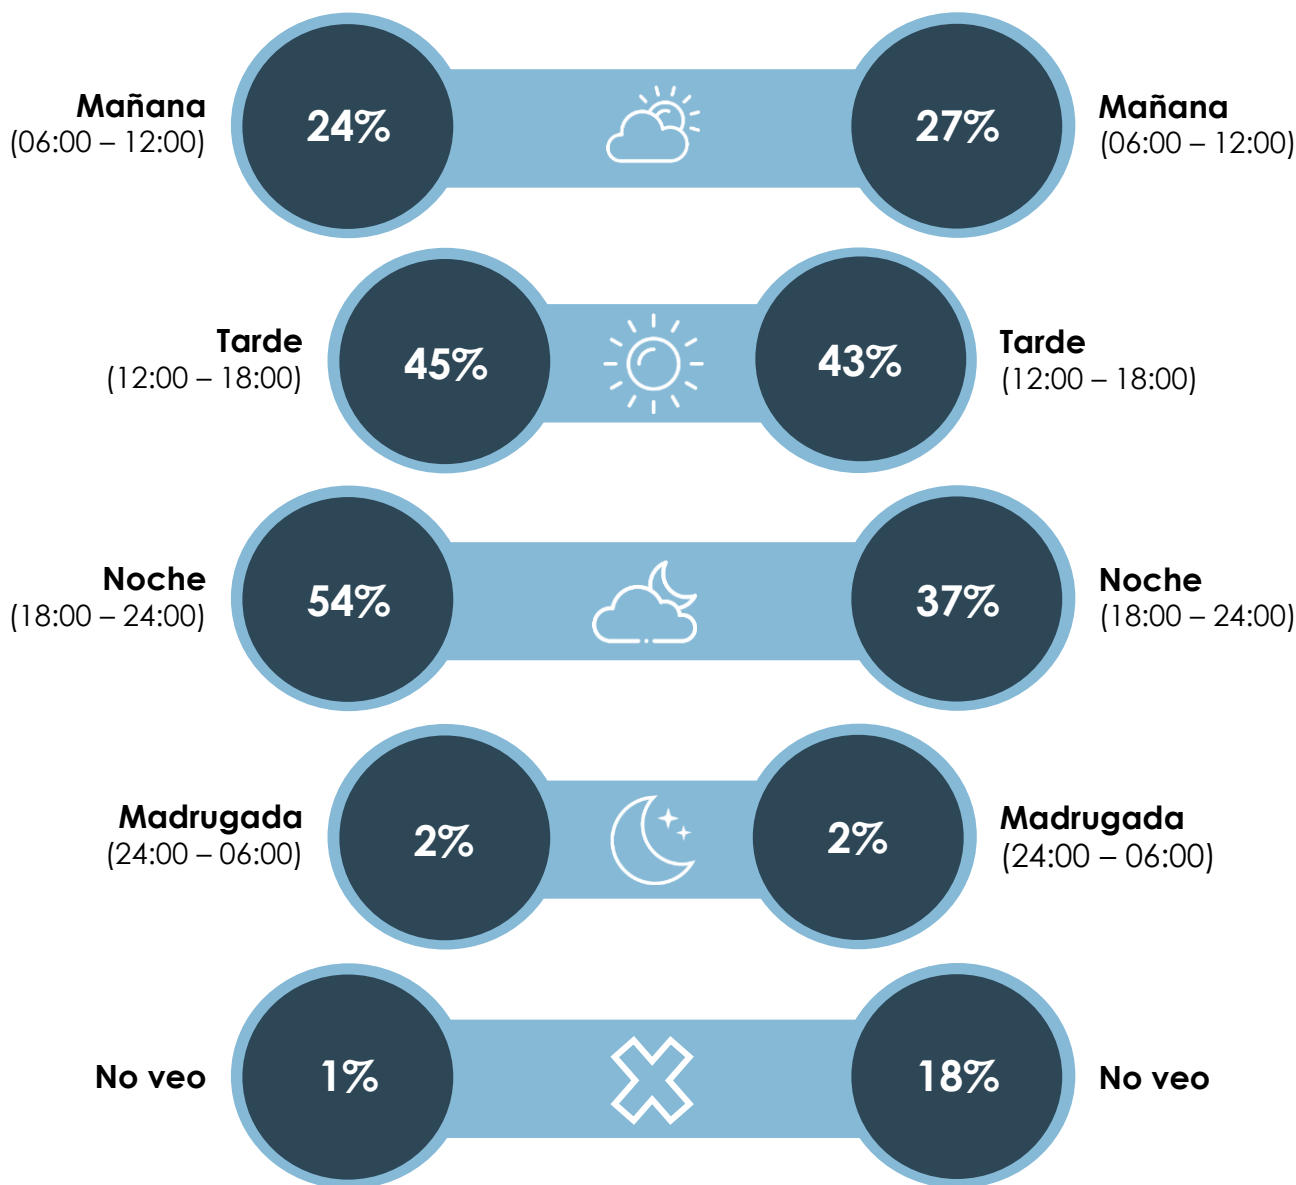 Mañana
(06:00 – 12:00)
24%
27%
Mañana
(06:00 – 12:00)
Tarde
(12:00 – 18:00)
45%
43%
Tarde
(12:00 – 18:00)
Noche
(18:00 – 24:00)
54%
37%
Noche
(18:00 – 24:00)
Madrugada
(24:00 – 06:00)
2%
2%
Madrugada
(24:00 – 06:00)
No veo
1%
18%
No veo